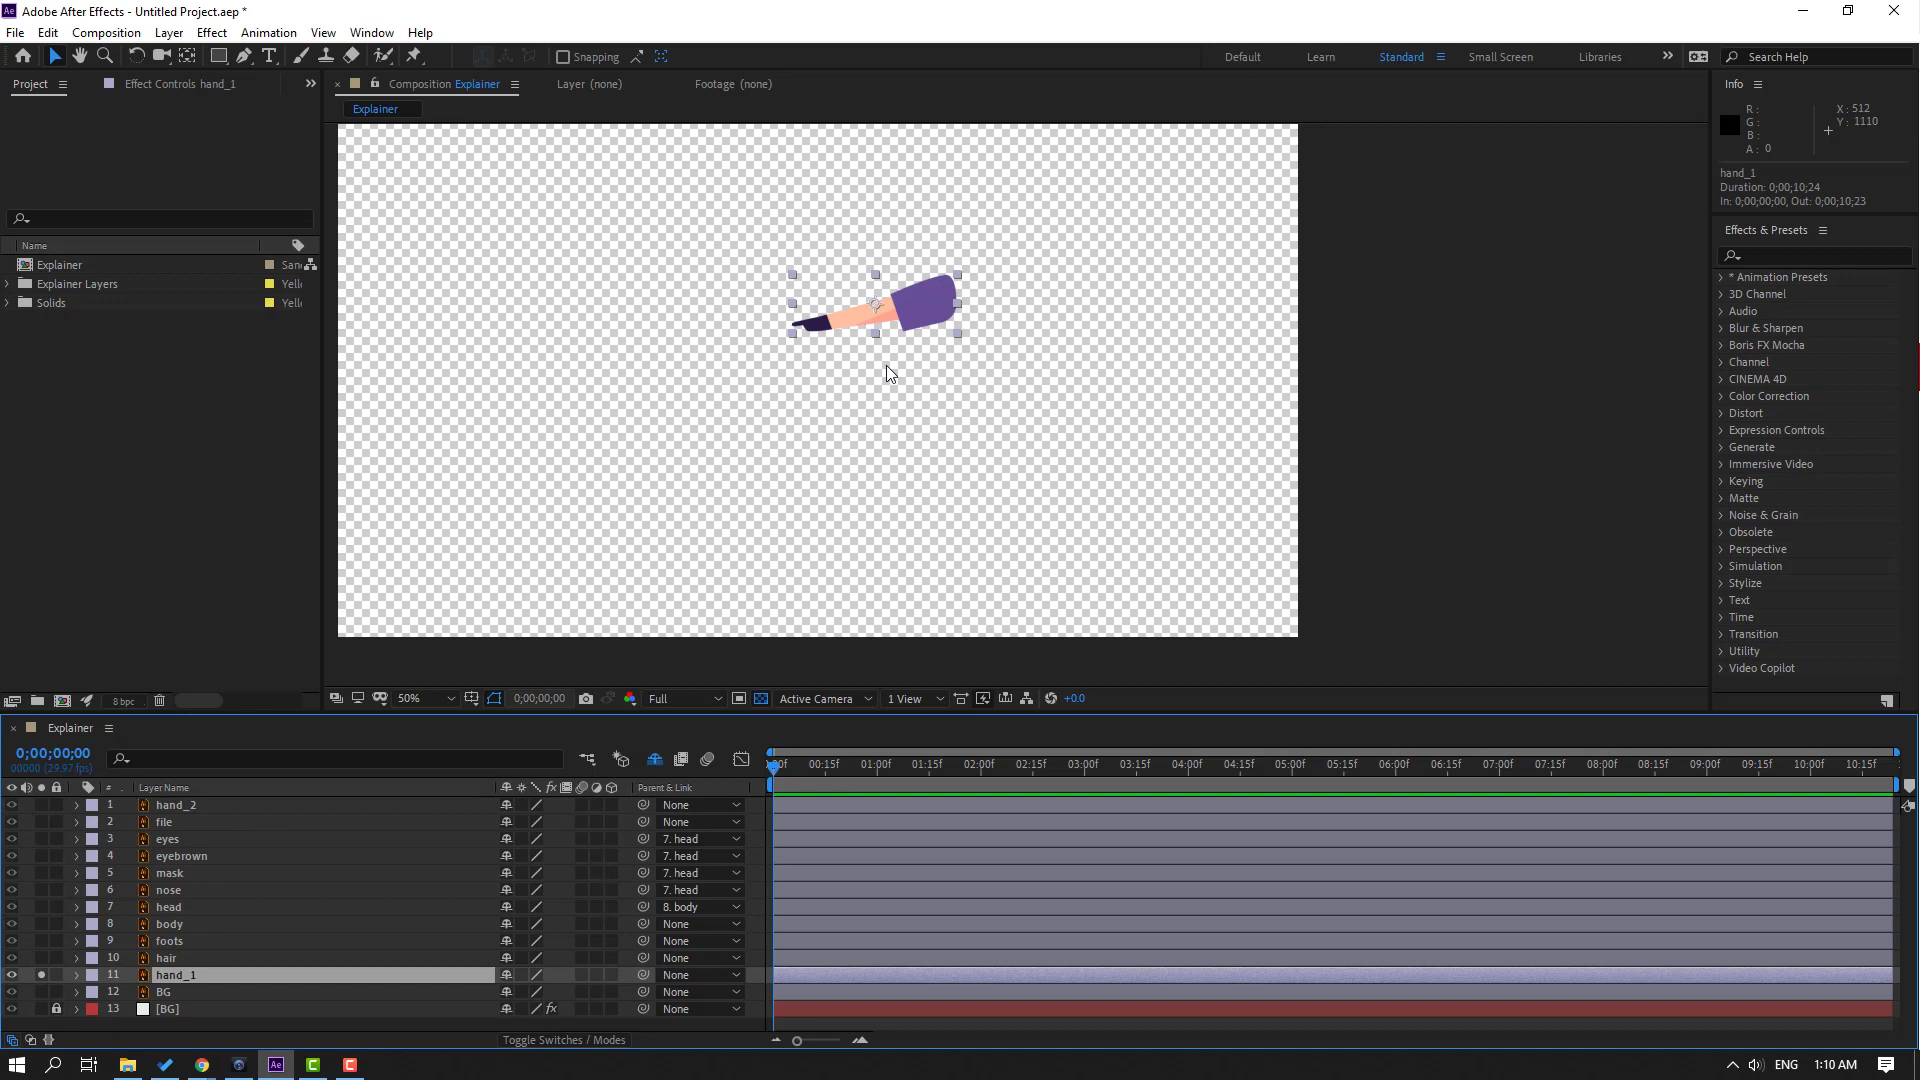 Ae Adobe After Effects - Untitled Project.aep *
File Edit Composition Layer Effect Animation View Window Help
Snapping Default Learn Standard Small Screen Libraries Search Help
Project Effect Controls hand_1
Composition Explainer Layer (none) Footage (none)
Explainer
Info
R :
G :
B :
A : 0
X : 512
Y : 1110
hand_1
Duration: 0;00;10;24
In: 0;00;00;00, Out: 0;00;10;23
Name
Explainer San
Explainer Layers Yell
Solids Yell
Effects & Presets
* Animation Presets
3D Channel
Audio
Blur & Sharpen
Boris FX Mocha
Channel
CINEMA 4D
Color Correction
Distort
Expression Controls
Generate
Immersive Video
Keying
Matte
Noise & Grain
Obsolete
Perspective
Simulation
Stylize
Text
Time
Transition
Utility
Video Copilot
8 bpc
50% 0;00;00;00 Full Active Camera 1 View +0.0
Explainer
0;00;00;00
00000 (29.97 fps)
:00f 00:15f 01:00f 01:15f 02:00f 02:15f 03:00f 03:15f 04:00f 04:15f 05:00f 05:15f 06:00f 06:15f 07:00f 07:15f 08:00f 08:15f 09:00f 09:15f 10:00f 10:15f
# Layer Name fx Parent & Link
1 hand_2 None
2 file None
3 eyes 7. head
4 eyebrown 7. head
5 mask 7. head
6 nose 7. head
7 head 8. body
8 body None
9 foots None
10 hair None
11 hand_1 None
12 BG None
13 [BG] fx None
Toggle Switches / Modes
Ae C C ENG 1:10 AM